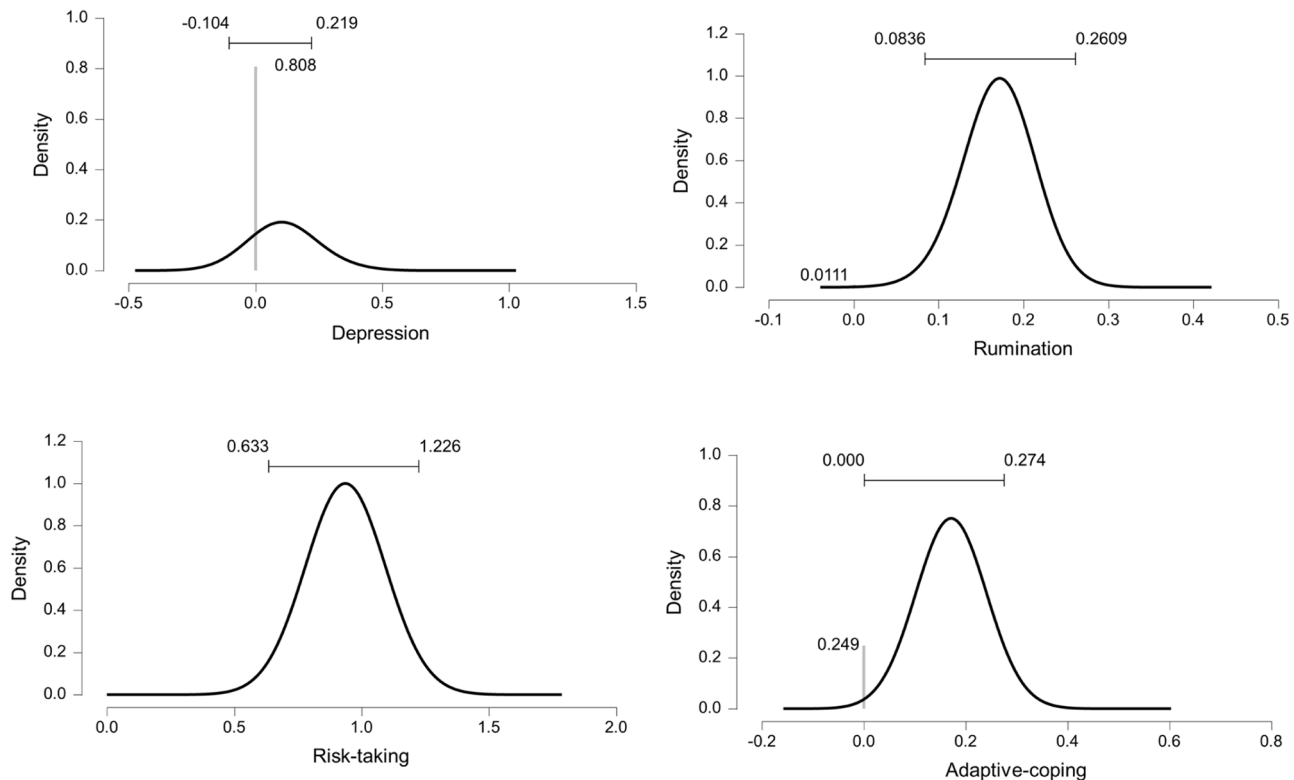 1.0
-0.104 0.219
0.8
0.808
Density
0.6
0.4
0.2
0.0
-0.5 0.0 0.5 1.0 1.5
Depression
1.2
0.0836 0.2609
1.0
0.8
Density
0.6
0.4
0.2
0.0111
0.0
-0.1 0.0 0.1 0.2 0.3 0.4 0.5
Rumination
1.2
0.633 1.226
1.0
0.8
Density
0.6
0.4
0.2
0.0
0.0 0.5 1.0 1.5 2.0
Risk-taking
1.0
0.000 0.274
0.8
0.6
Density
0.4
0.249
0.2
0.0
-0.2 0.0 0.2 0.4 0.6 0.8
Adaptive-coping